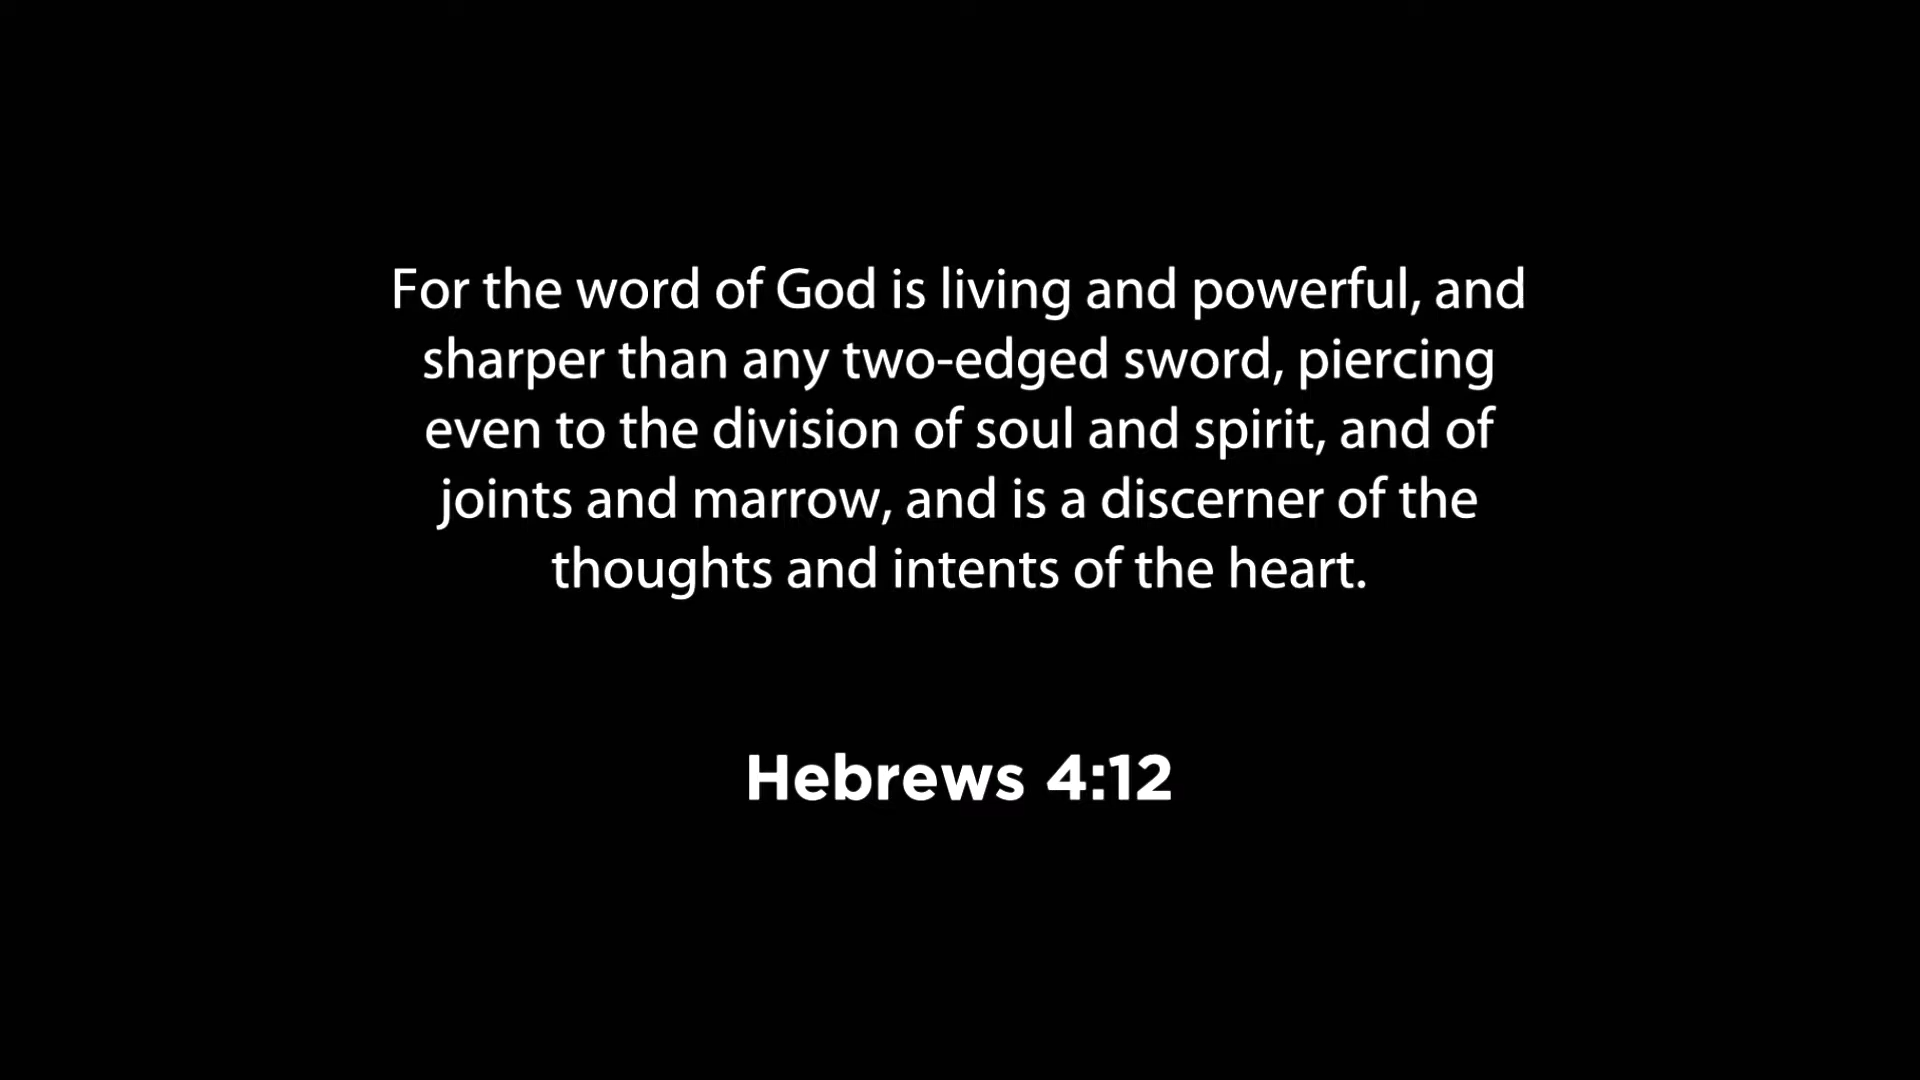 For the word of God is living and powerful, and
sharper than any two-edged sword, piercing
even to the division of soul and spirit, and of
joints and marrow, and is a discerner of the
thoughts and intents of the heart.
Hebrews 4:12